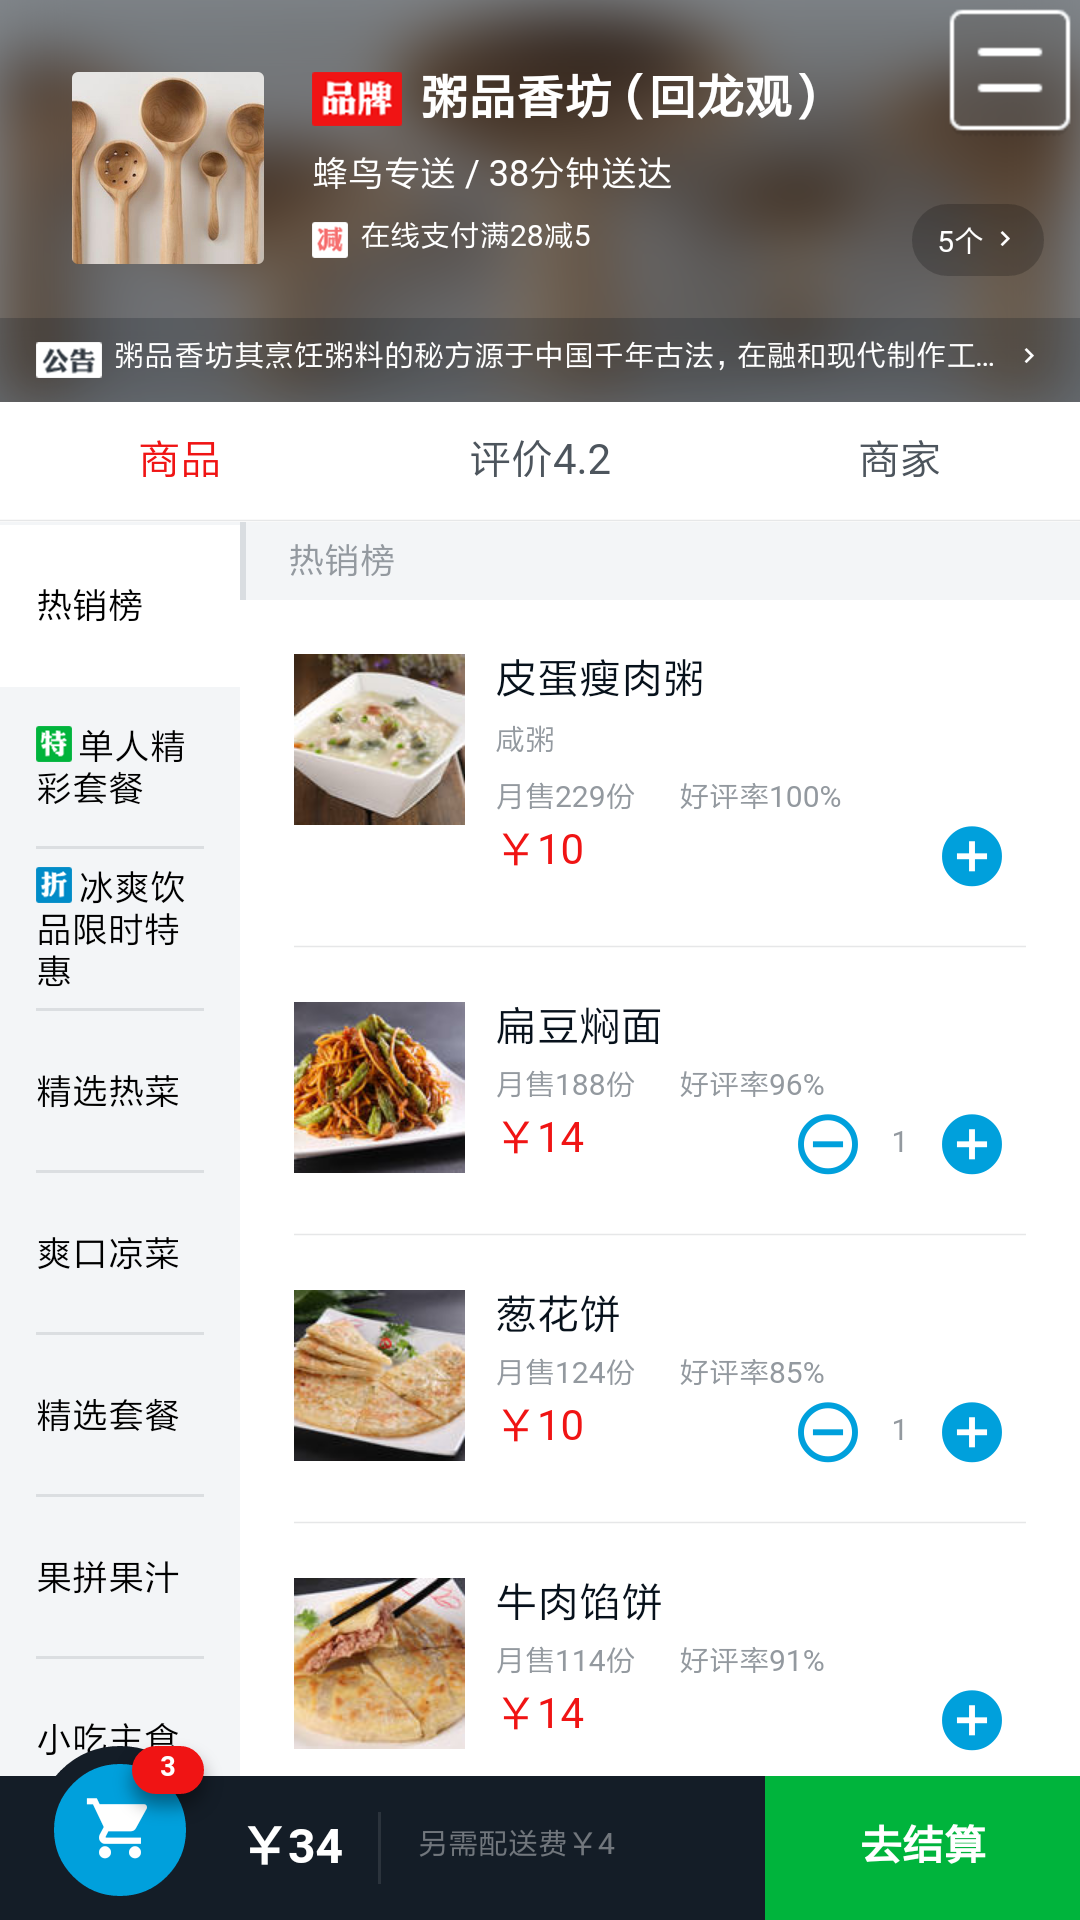 品牌 粥品香坊（回龙观）
蜂鸟专送 / 38分钟送达
减 在线支付满28减5
5个
公告 粥品香坊其烹饪粥料的秘方源于中国千年古法，在融和现代制作工...
商品 评价4.2 商家
热销榜
热销榜
特 单人精
彩套餐
折 冰爽饮
品限时特
惠
精选热菜
爽口凉菜
精选套餐
果拼果汁
小吃主食
皮蛋瘦肉粥
咸粥
月售229份 好评率100%
￥10
扁豆焖面
月售188份 好评率96%
￥14 1
葱花饼
月售124份 好评率85%
￥10 1
牛肉馅饼
月售114份 好评率91%
￥14
3
￥34 另需配送费￥4 去结算